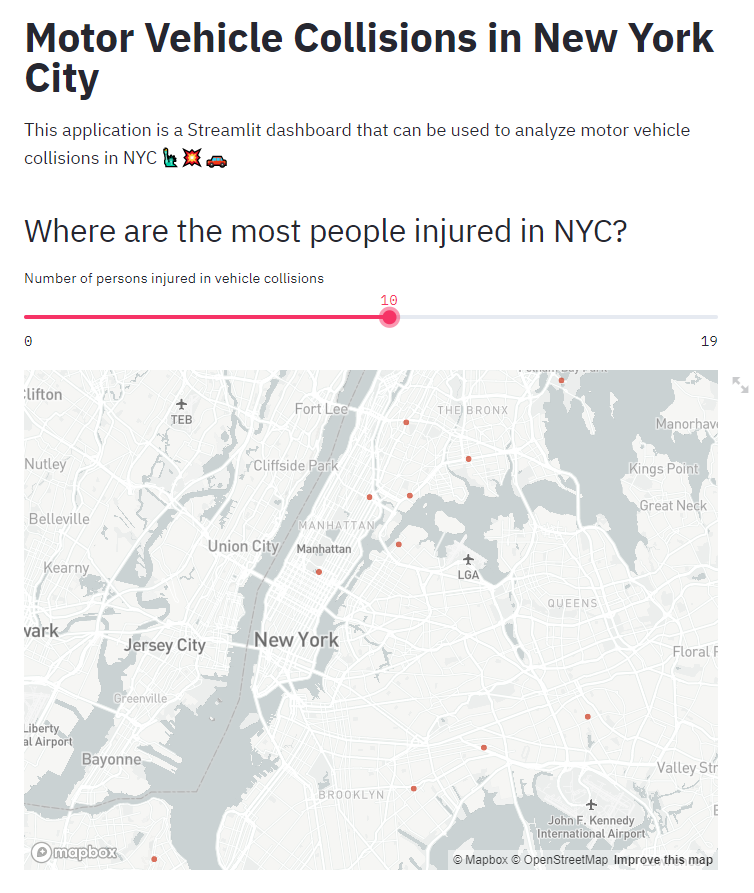 Motor Vehicle Collisions in New York
City
This application is a Streamlit dashboard that can be used to analyze motor vehicle
collisions in NYC 🗽💥🚗
Where are the most people injured in NYC?
Number of persons injured in vehicle collisions
10
0
19
lifton
Fort Lee
THE BRONX
TEB
Manorhave
Nutley
Cliffside Park
Kings Point
Great Neck
Belleville
MANHATTAN
Union City
Manhattan
Kearny
LGA
QUEENS
vark
Jersey City
New York
Floral F
Greenville
Liberty
al Airport
Bayonne
Valley Str
BROOKLYN
John F. Kennedy
International Airport
mapbox
© Mapbox © OpenStreetMap Improve this map